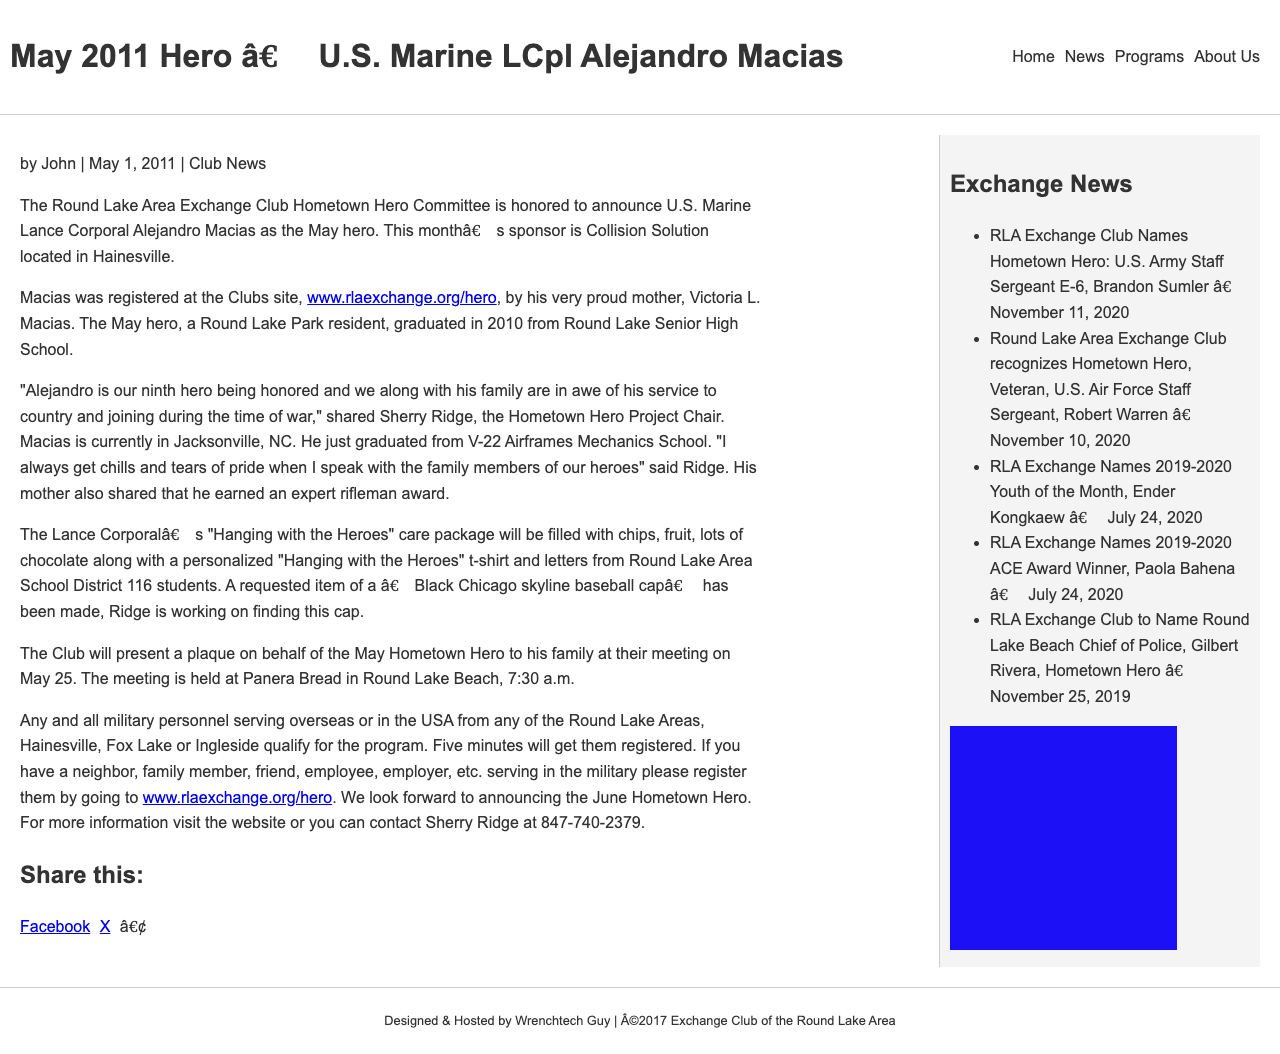 May 2011 Hero â€ U.S. Marine LCpl Alejandro Macias
Home News Programs About Us
by John | May 1, 2011 | Club News
The Round Lake Area Exchange Club Hometown Hero Committee is honored to announce U.S. Marine
Lance Corporal Alejandro Macias as the May hero. This monthâ€ s sponsor is Collision Solution
located in Hainesville.
Macias was registered at the Clubs site, www.rlaexchange.org/hero, by his very proud mother, Victoria L.
Macias. The May hero, a Round Lake Park resident, graduated in 2010 from Round Lake Senior High
School.
"Alejandro is our ninth hero being honored and we along with his family are in awe of his service to
country and joining during the time of war," shared Sherry Ridge, the Hometown Hero Project Chair.
Macias is currently in Jacksonville, NC. He just graduated from V-22 Airframes Mechanics School. "I
always get chills and tears of pride when I speak with the family members of our heroes" said Ridge. His
mother also shared that he earned an expert rifleman award.
The Lance Corporalâ€ s "Hanging with the Heroes" care package will be filled with chips, fruit, lots of
chocolate along with a personalized "Hanging with the Heroes" t-shirt and letters from Round Lake Area
School District 116 students. A requested item of a â€ Black Chicago skyline baseball capâ€ has
been made, Ridge is working on finding this cap.
The Club will present a plaque on behalf of the May Hometown Hero to his family at their meeting on
May 25. The meeting is held at Panera Bread in Round Lake Beach, 7:30 a.m.
Any and all military personnel serving overseas or in the USA from any of the Round Lake Areas,
Hainesville, Fox Lake or Ingleside qualify for the program. Five minutes will get them registered. If you
have a neighbor, family member, friend, employee, employer, etc. serving in the military please register
them by going to www.rlaexchange.org/hero. We look forward to announcing the June Hometown Hero.
For more information visit the website or you can contact Sherry Ridge at 847-740-2379.
Share this:
Facebook X â€¢
Exchange News
• RLA Exchange Club Names
Hometown Hero: U.S. Army Staff
Sergeant E-6, Brandon Sumler â€
November 11, 2020
• Round Lake Area Exchange Club
recognizes Hometown Hero,
Veteran, U.S. Air Force Staff
Sergeant, Robert Warren â€
November 10, 2020
• RLA Exchange Names 2019-2020
Youth of the Month, Ender
Kongkaew â€ July 24, 2020
• RLA Exchange Names 2019-2020
ACE Award Winner, Paola Bahena
â€ July 24, 2020
• RLA Exchange Club to Name Round
Lake Beach Chief of Police, Gilbert
Rivera, Hometown Hero â€
November 25, 2019
Designed & Hosted by Wrenchtech Guy | Â©2017 Exchange Club of the Round Lake Area